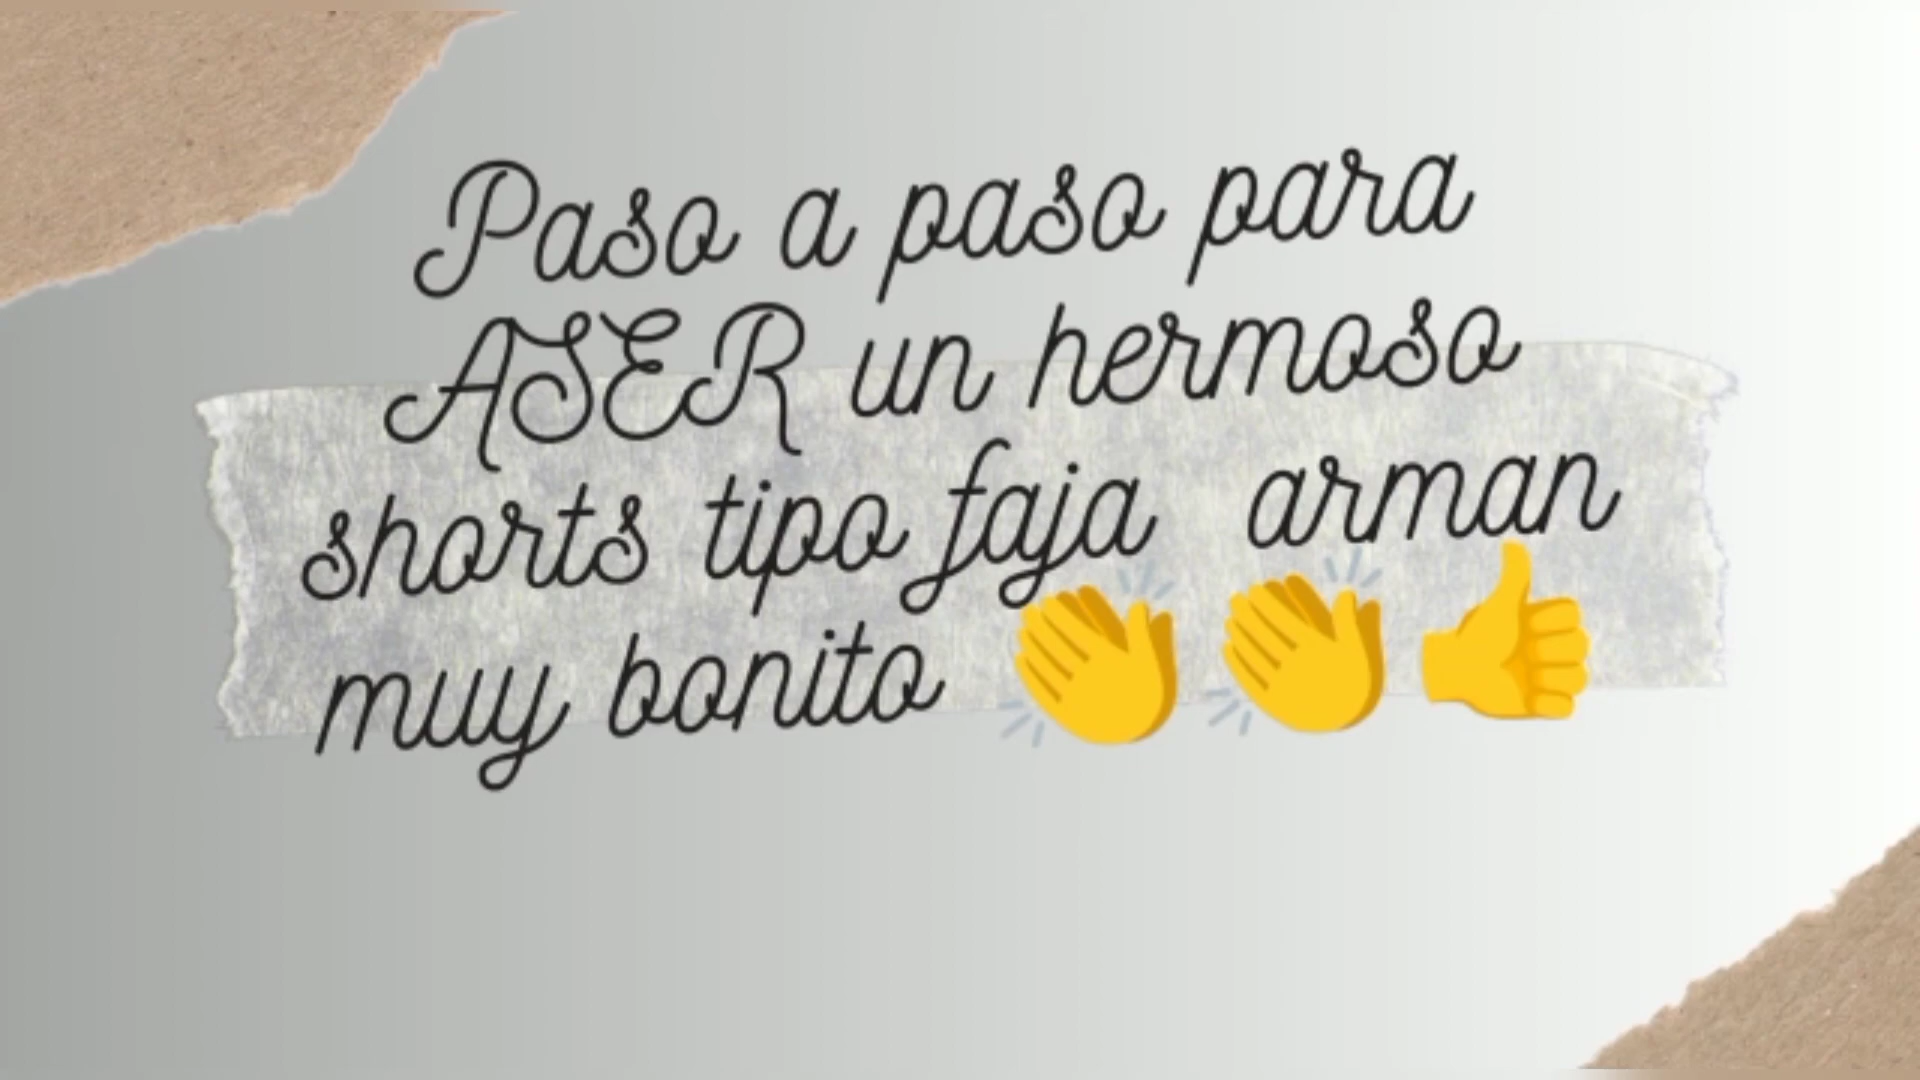 Paso a paso para
ASER un hermoso
shorts tipo faja arman
muy bonito 👏👏👍